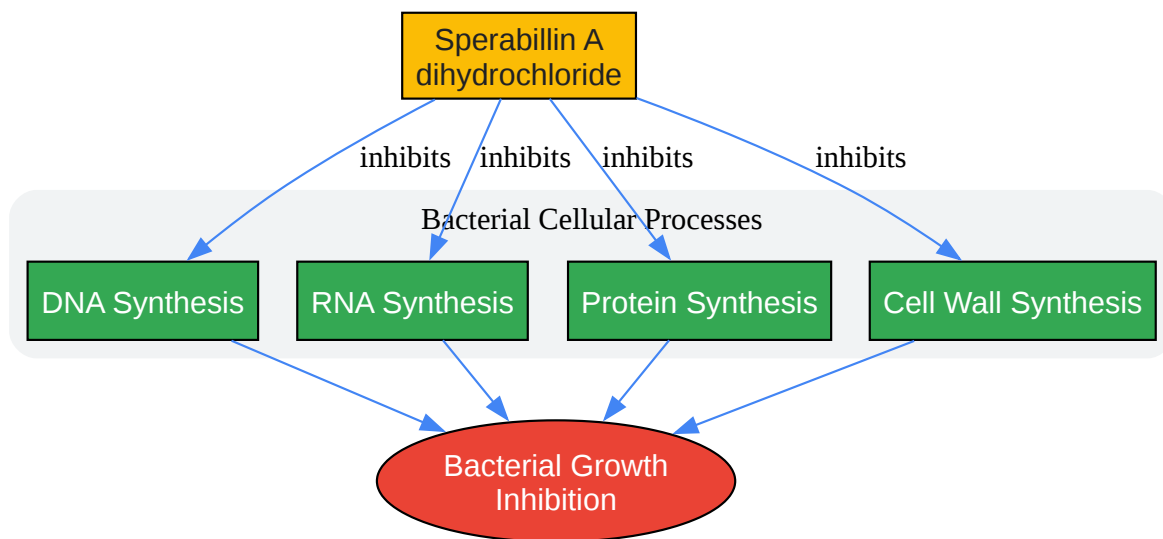 Sperabillin A
dihydrochloride
inhibits
inhibits
inhibits
inhibits
Bacterial Cellular Processes
DNA Synthesis
RNA Synthesis
Protein Synthesis
Cell Wall Synthesis
Bacterial Growth
Inhibition